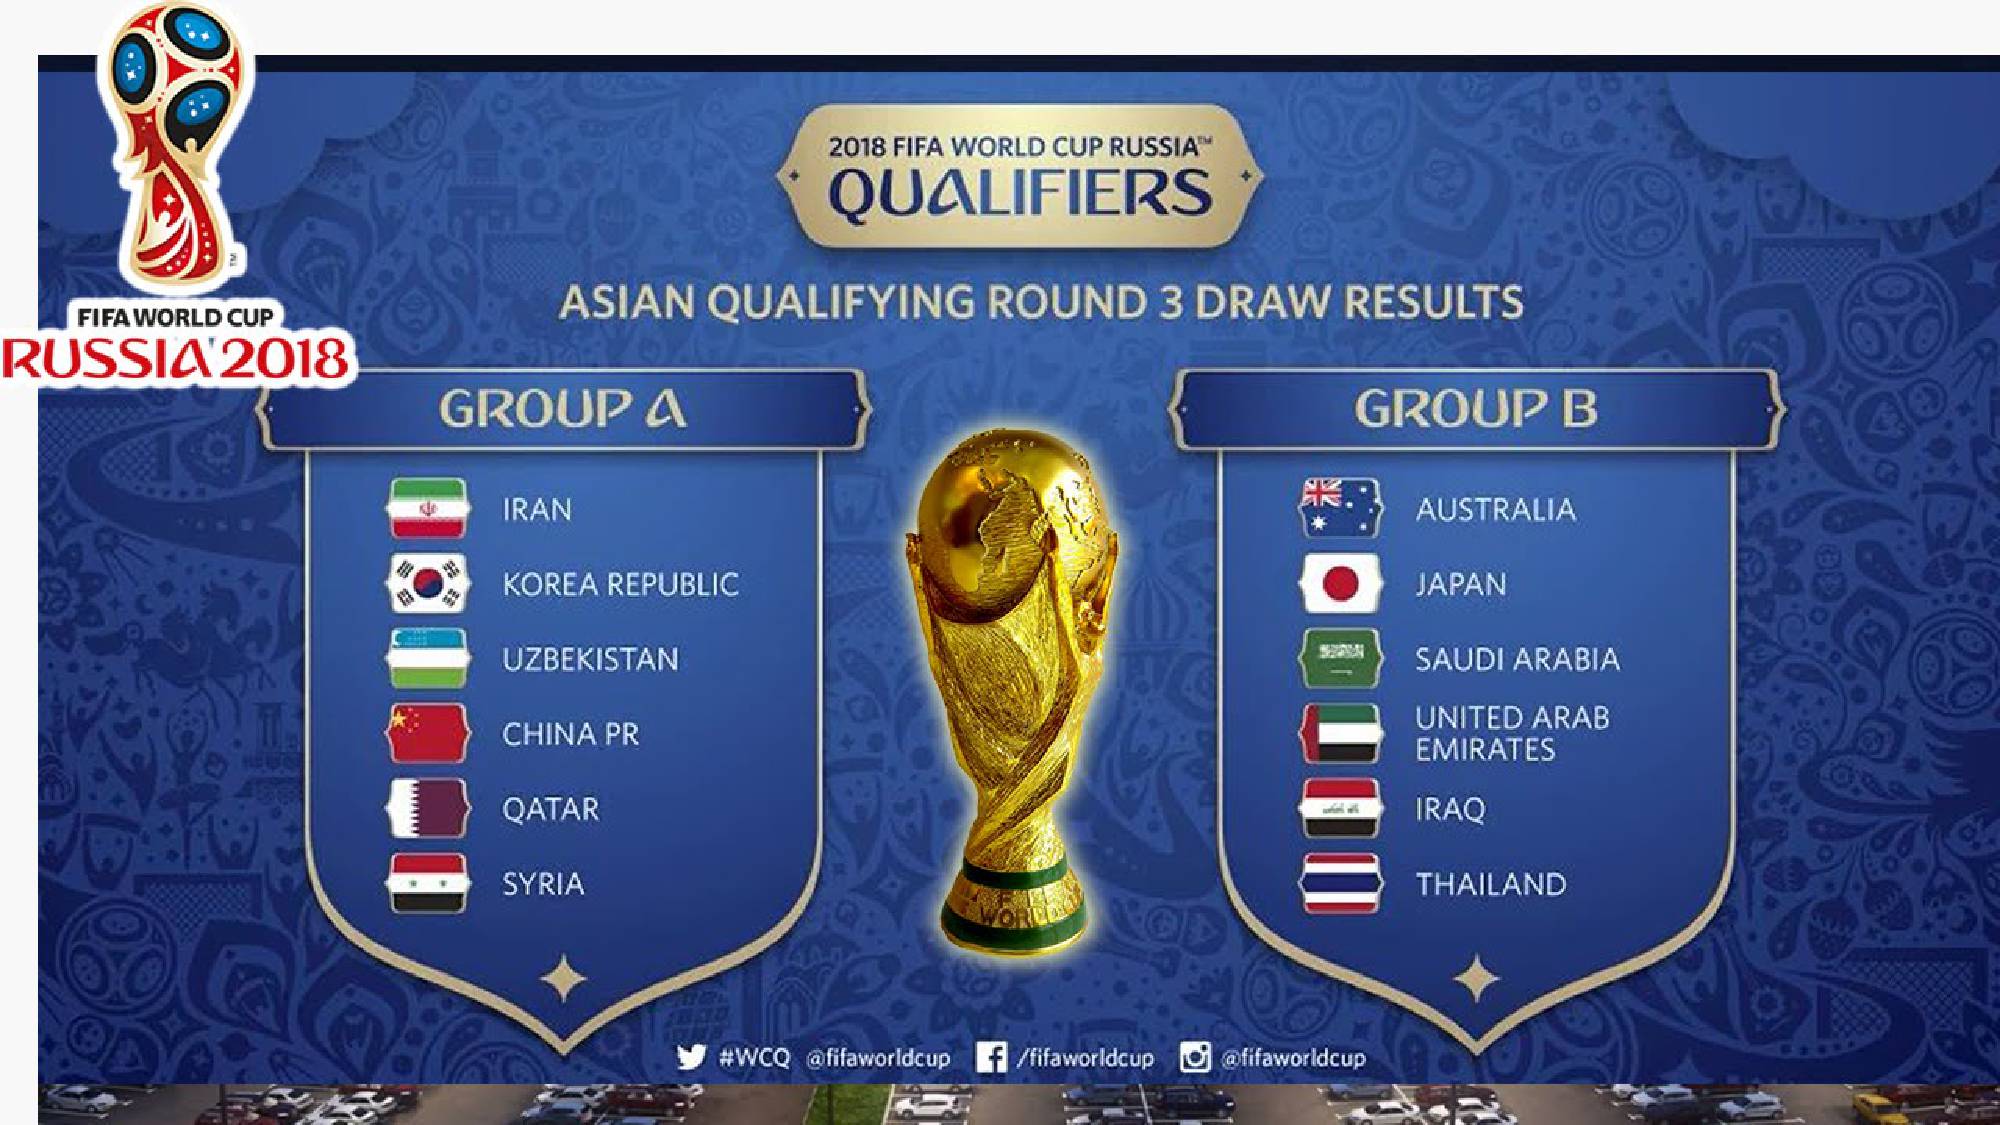 FIFA WORLD CUP
RUSSIA 2018
2018 FIFA WORLD CUP RUSSIA™
QUALIFIERS
ASIAN QUALIFYING ROUND 3 DRAW RESULTS
GROUP A
IRAN
KOREA REPUBLIC
UZBEKISTAN
CHINA PR
QATAR
SYRIA
GROUP B
AUSTRALIA
JAPAN
SAUDI ARABIA
UNITED ARAB
EMIRATES
IRAQ
THAILAND
WORLD
#WCQ @fifaworldcup /fifaworldcup @fifaworldcup